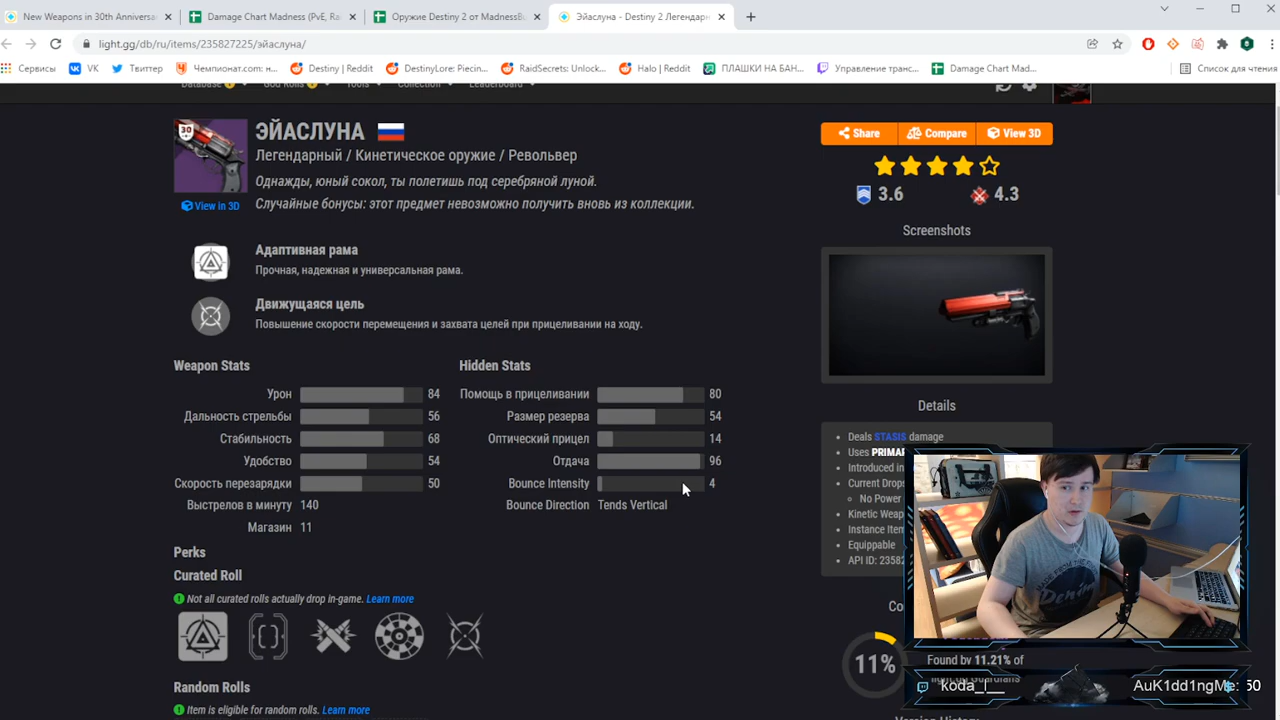 New Weapons in 30th Anniversa
Damage Chart Madness (PvE, Ra
Оружие Destiny 2 от MadnessBu
Эйаслуна - Destiny 2 Легендарн
light.gg/db/ru/items/235827225/эйаслуна/
Сервисы
VK
Твиттер
Чемпионат.com: н...
Destiny | Reddit
DestinyLore: Piecin...
RaidSecrets: Unlock...
Halo | Reddit
ПЛАШКИ НА БАН...
Управление транс...
Damage Chart Mad...
Список для чтения
Database
God Rolls
Tools
Collection
Leaderboard
30
ЭЙАСЛУНА
Легендарный / Кинетическое оружие / Револьвер
Однажды, юный сокол, ты полетишь под серебряной луной.
Случайные бонусы: этот предмет невозможно получить вновь из коллекции.
View in 3D
Share
Compare
View 3D
3.6
4.3
Адаптивная рама
Прочная, надежная и универсальная рама.
Движущаяся цель
Повышение скорости перемещения и захвата целей при прицеливании на ходу.
Screenshots
Weapon Stats
Урон 84
Дальность стрельбы 56
Стабильность 68
Удобство 54
Скорость перезарядки 50
Выстрелов в минуту 140
Магазин 11
Hidden Stats
Помощь в прицеливании 80
Размер резерва 54
Оптический прицел 14
Отдача 96
Bounce Intensity 4
Bounce Direction Tends Vertical
Details
Deals STASIS damage
Uses PRIMAR
Introduced in
Current Drops
No Power
Kinetic Weap
Instance Item
Equippable
API ID: 23582
Perks
Curated Roll
Not all curated rolls actually drop in-game. Learn more
Random Rolls
Item is eligible for random rolls. Learn more
Co
11%
Found by 11.21% of
koda_l__
AuK1dd1ngMe: 50